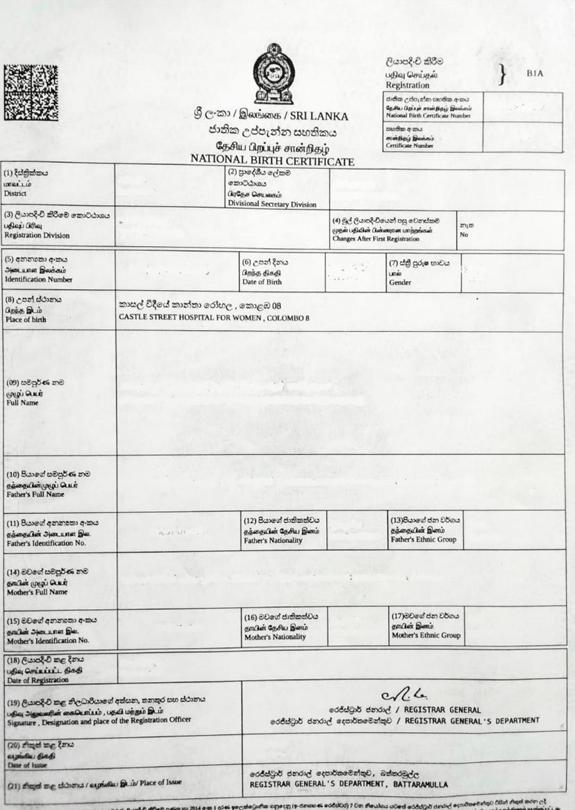 ලියාපදිංචි කිරීම
பதிவு செய்தல்
Registration
B1A
ජාතික උප්පැන්න සහතික අංකය
தேசிய பிறப்புச் சான்றிதழ் இலக்கம்
National Birth Certificate Number
සහතික අංකය
சான்றிதழ் இலக்கம்
Certificate Number
ශ්‍රී ලංකා / இலங்கை / SRI LANKA
ජාතික උප්පැන්න සහතිකය
தேசிய பிறப்புச் சான்றிதழ்
NATIONAL BIRTH CERTIFICATE
(1) දිස්ත්‍රික්කය
மாவட்டம்
District
(2) ප්‍රාදේශීය ලේකම්
කොට්ඨාශය
பிரதேச செயலகம்
Divisional Secretary Division
(3) ලියාපදිංචි කිරීමේ කොට්ඨාශය
பதிவுப் பிரிவு
Registration Division
(4) මුල් ලියාපදිංචියෙන් පසු වෙනස්කම්
முதல் பதிவின் பின்னரான மாற்றங்கள்
Changes After First Registration
නැත
No
(5) අනන්‍යතා අංකය
அடையாள இலக்கம்
Identification Number
(6) උපන් දිනය
பிறந்த திகதி
Date of Birth
(7) ස්ත්‍රී පුරුෂ භාවය
பால்
Gender
(8) උපන් ස්ථානය
பிறந்த இடம்
Place of birth
කාසල් වීදියේ කාන්තා රෝහල , කොළඹ 08
CASTLE STREET HOSPITAL FOR WOMEN , COLOMBO 8
(09) සම්පූර්ණ නම
முழுப் பெயர்
Full Name
(10) පියාගේ සම්පූර්ණ නම
தந்தையின்முழுப் பெயர்
Father's Full Name
(11) පියාගේ අනන්‍යතා අංකය
தந்தையின் அடையாள இல.
Father's Identification No.
(12) පියාගේ ජාතිකත්වය
தந்தையின் தேசிய இனம்
Father's Nationality
(13)පියාගේ ජන වර්ගය
தந்தையின் இனம்
Father's Ethnic Group
(14) මවගේ සම්පූර්ණ නම
தாயின் முழுப் பெயர்
Mother's Full Name
(15) මවගේ අනන්‍යතා අංකය
தாயின் அடையாள இல.
Mother's Identification No.
(16) මවගේ ජාතිකත්වය
தாயின் தேசிய இனம்
Mother's Nationality
(17)මවගේ ජන වර්ගය
தாயின் இனம்
Mother's Ethnic Group
(18) ලියාපදිංචි කළ දිනය
பதிவு செய்யப்பட்ட திகதி
Date of Registration
(19) ලියාපදිංචි කළ නිලධාරියාගේ අත්සන, තනතුර සහ ස්ථානය
பதிவு அலுவலரின் கையொப்பம் , பதவி மற்றும் இடம்
Signature , Designation and place of the Registration Officer
රෙජිස්ට්‍රාර් ජනරාල් / REGISTRAR GENERAL
රෙජිස්ට්‍රාර් ජනරාල් දෙපාර්තමේන්තුව / REGISTRAR GENERAL'S DEPARTMENT
(20) නිකුත් කළ දිනය
வழங்கிய திகதி
Date of Issue
(21) නිකුත් කළ ස්ථානය / வழங்கிய இடம்/ Place of Issue
රෙජිස්ට්‍රාර් ජනරාල් දෙපාර්තමේන්තුව, බත්තරමුල්ල
REGISTRAR GENERAL'S DEPARTMENT, BATTARAMULLA